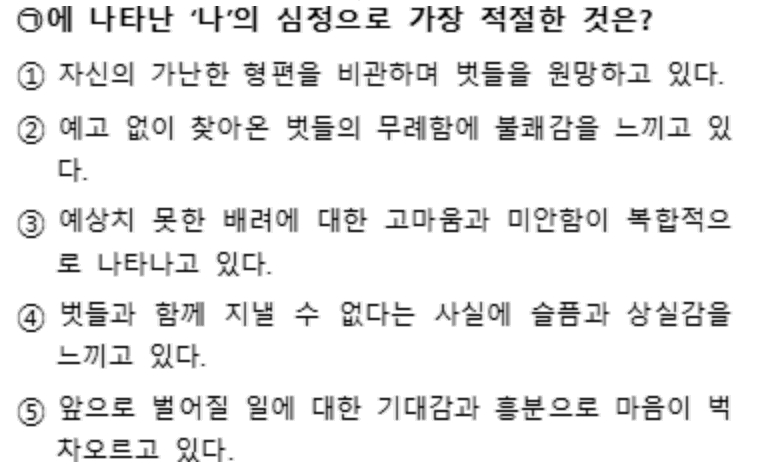 ㉠에 나타난 ‘나’의 심정으로 가장 적절한 것은?
① 자신의 가난한 형편을 비관하며 벗들을 원망하고 있다.
② 예고 없이 찾아온 벗들의 무례함에 불쾌감을 느끼고 있
다.
③ 예상치 못한 배려에 대한 고마움과 미안함이 복합적으
로 나타나고 있다.
④ 벗들과 함께 지낼 수 없다는 사실에 슬픔과 상실감을
느끼고 있다.
⑤ 앞으로 벌어질 일에 대한 기대감과 흥분으로 마음이 벅
차오르고 있다.